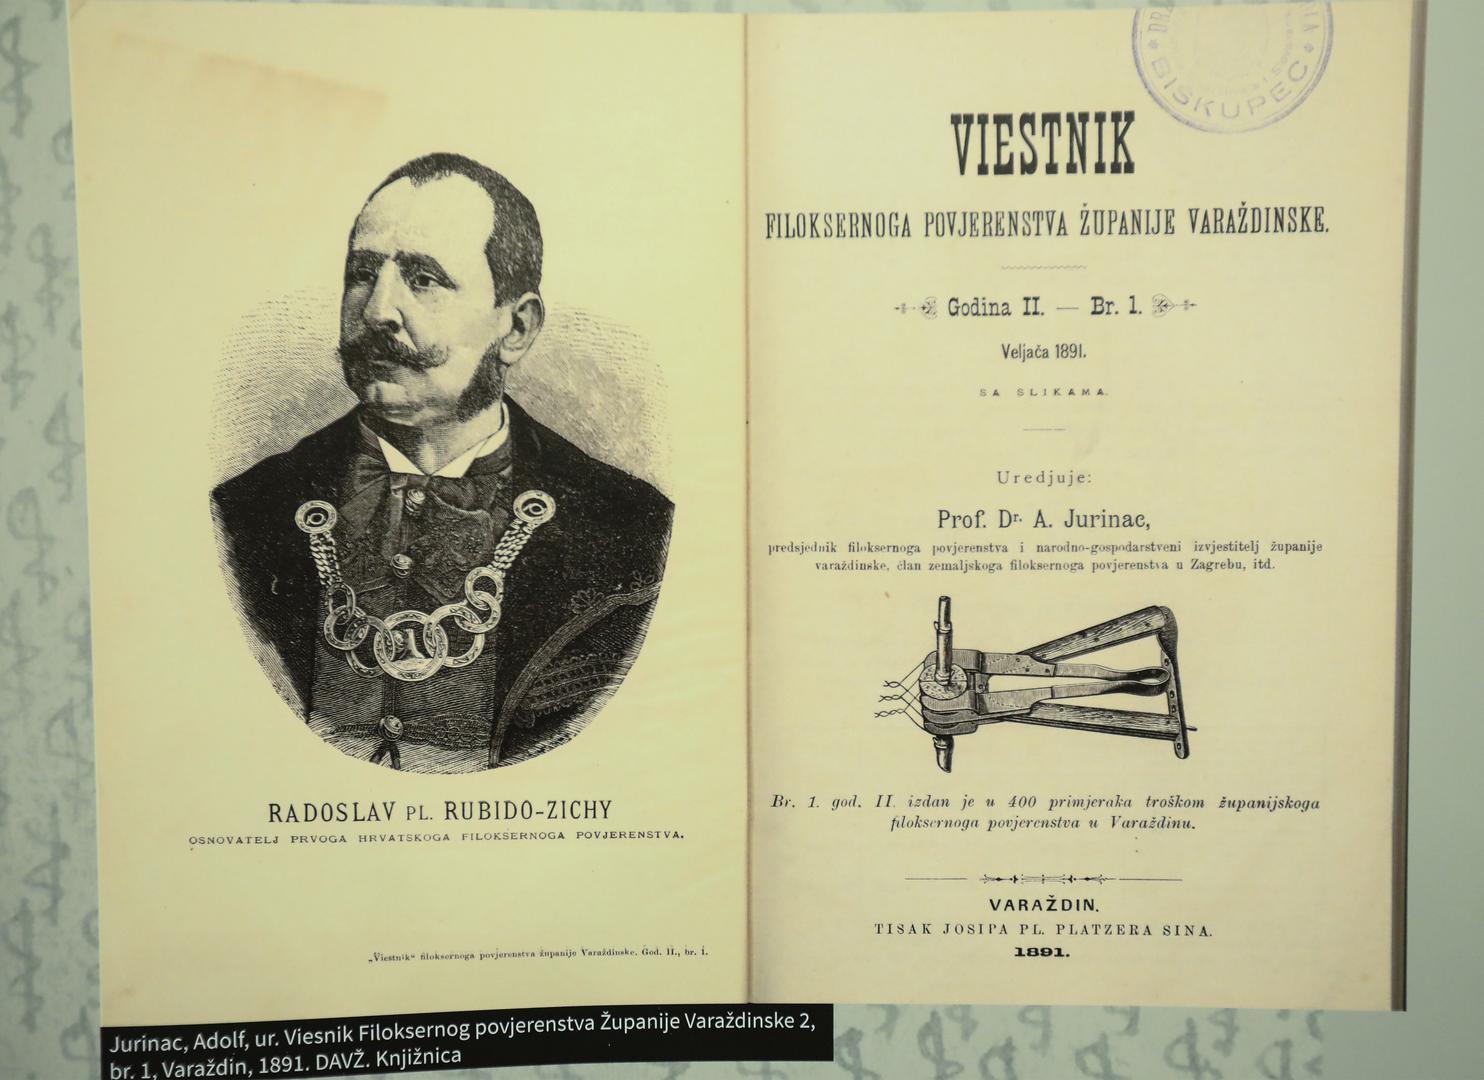 RADOSLAV PL. RUBIDO-ZICHY
OSNOVATELJ PRVOGA HRVATSKOGA FILOKSERNOGA POVJERENSTVA.
„Viestnik“ filoksernoga povjerenstva županije Varaždinske. God. II., br. 1.
BISKUPEC
VIESTNIK
FILOKSERNOGA POVJERENSTVA ŽUPANIJE VARAŽDINSKE.
Godina II. — Br. 1.
Veljača 1891.
SA SLIKAMA.
Uredjuje:
Prof. Dr. A. Jurinac,
predsjednik filoksernoga povjerenstva i narodno-gospodarstveni izvjestitelj županije
varaždinske, član zemaljskoga filoksernoga povjerenstva u Zagrebu, itd.
Br. 1. god. II. izdan je u 400 primjeraka troškom županijskoga
filoksernoga povjerenstva u Varaždinu.
VARAŽDIN.
TISAK JOSIPA PL. PLATZERA SINA.
1891.
Jurinac, Adolf, ur. Viesnik Filoksernog povjerenstva Županije Varaždinske 2,
br. 1, Varaždin, 1891. DAVŽ. Knjižnica